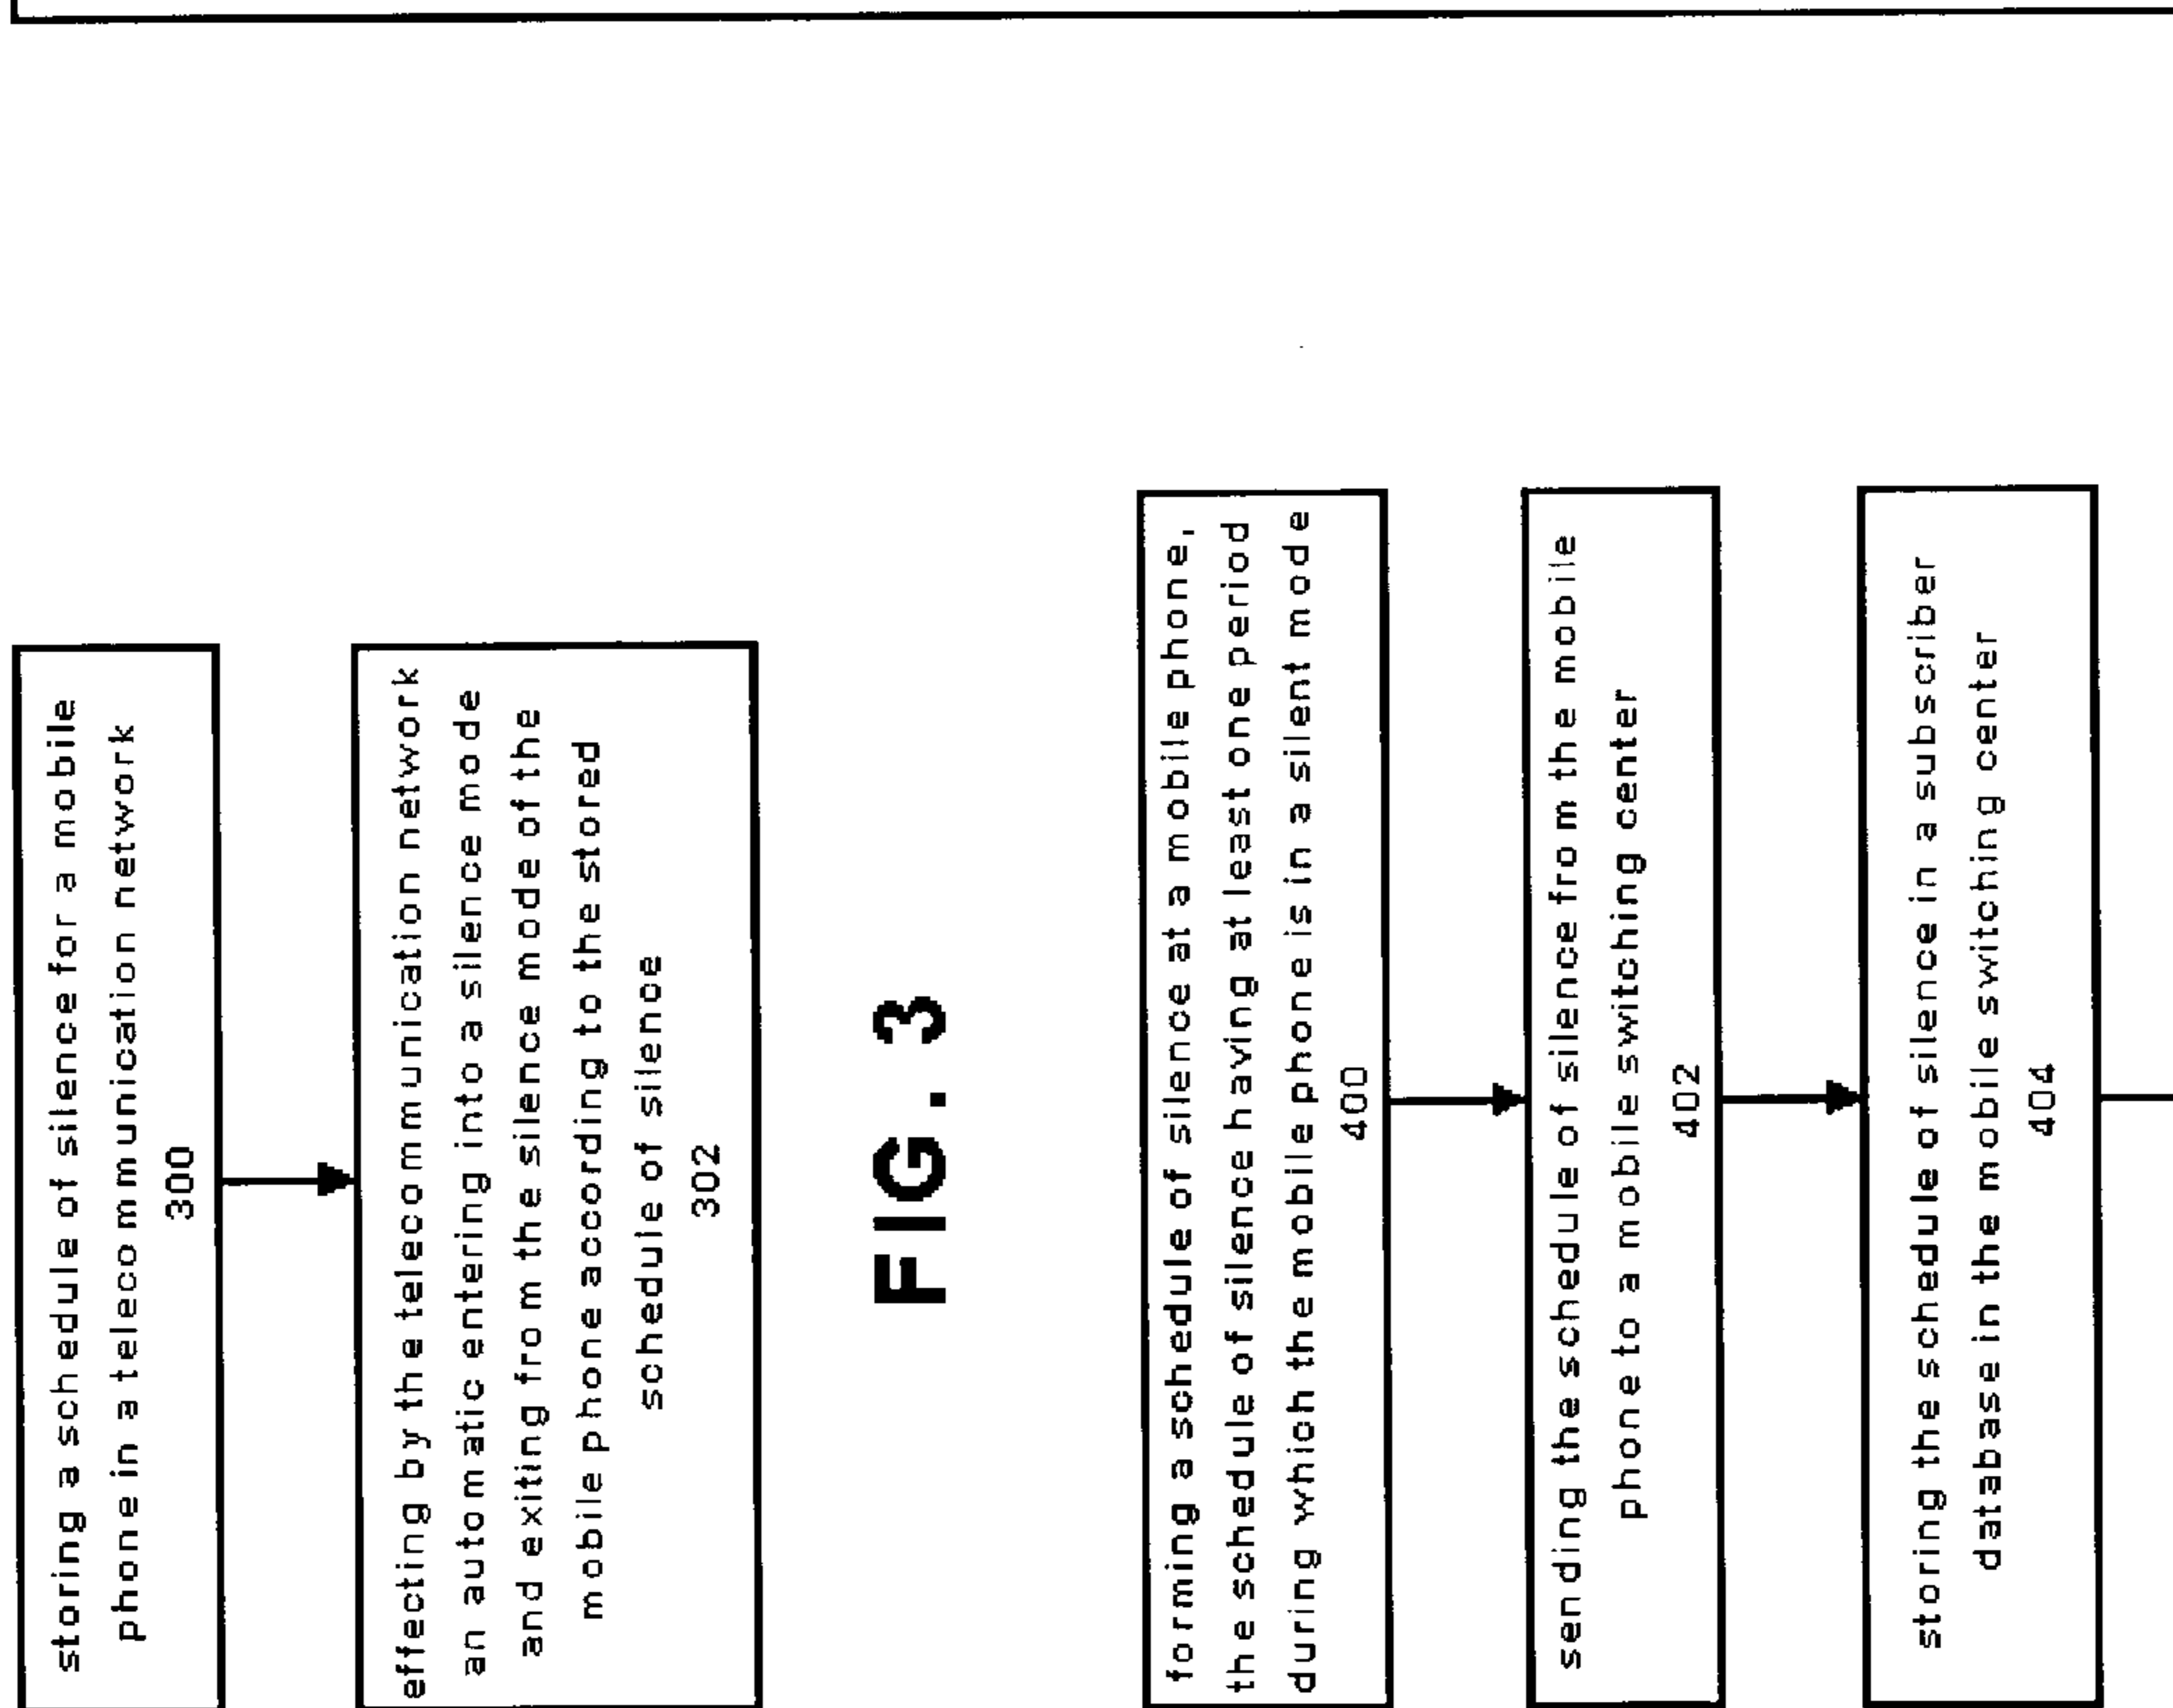 storing a schedule of silence for a mobile
phone in a telecommunication network
300
effecting by the telecommunication network
an automatic entering into a silence mode
and exiting from the silence mode of the
mobile phone according to the stored
schedule of silence
302
FIG. 3
forming a schedule of silence at a mobile phone,
the schedule of silence having at least one period
during which the mobile phone is in a silent mode
400
sending the schedule of silence from the mobile
phone to a mobile switching center
402
storing the schedule of silence in a subscriber
database in the mobile switching center
404